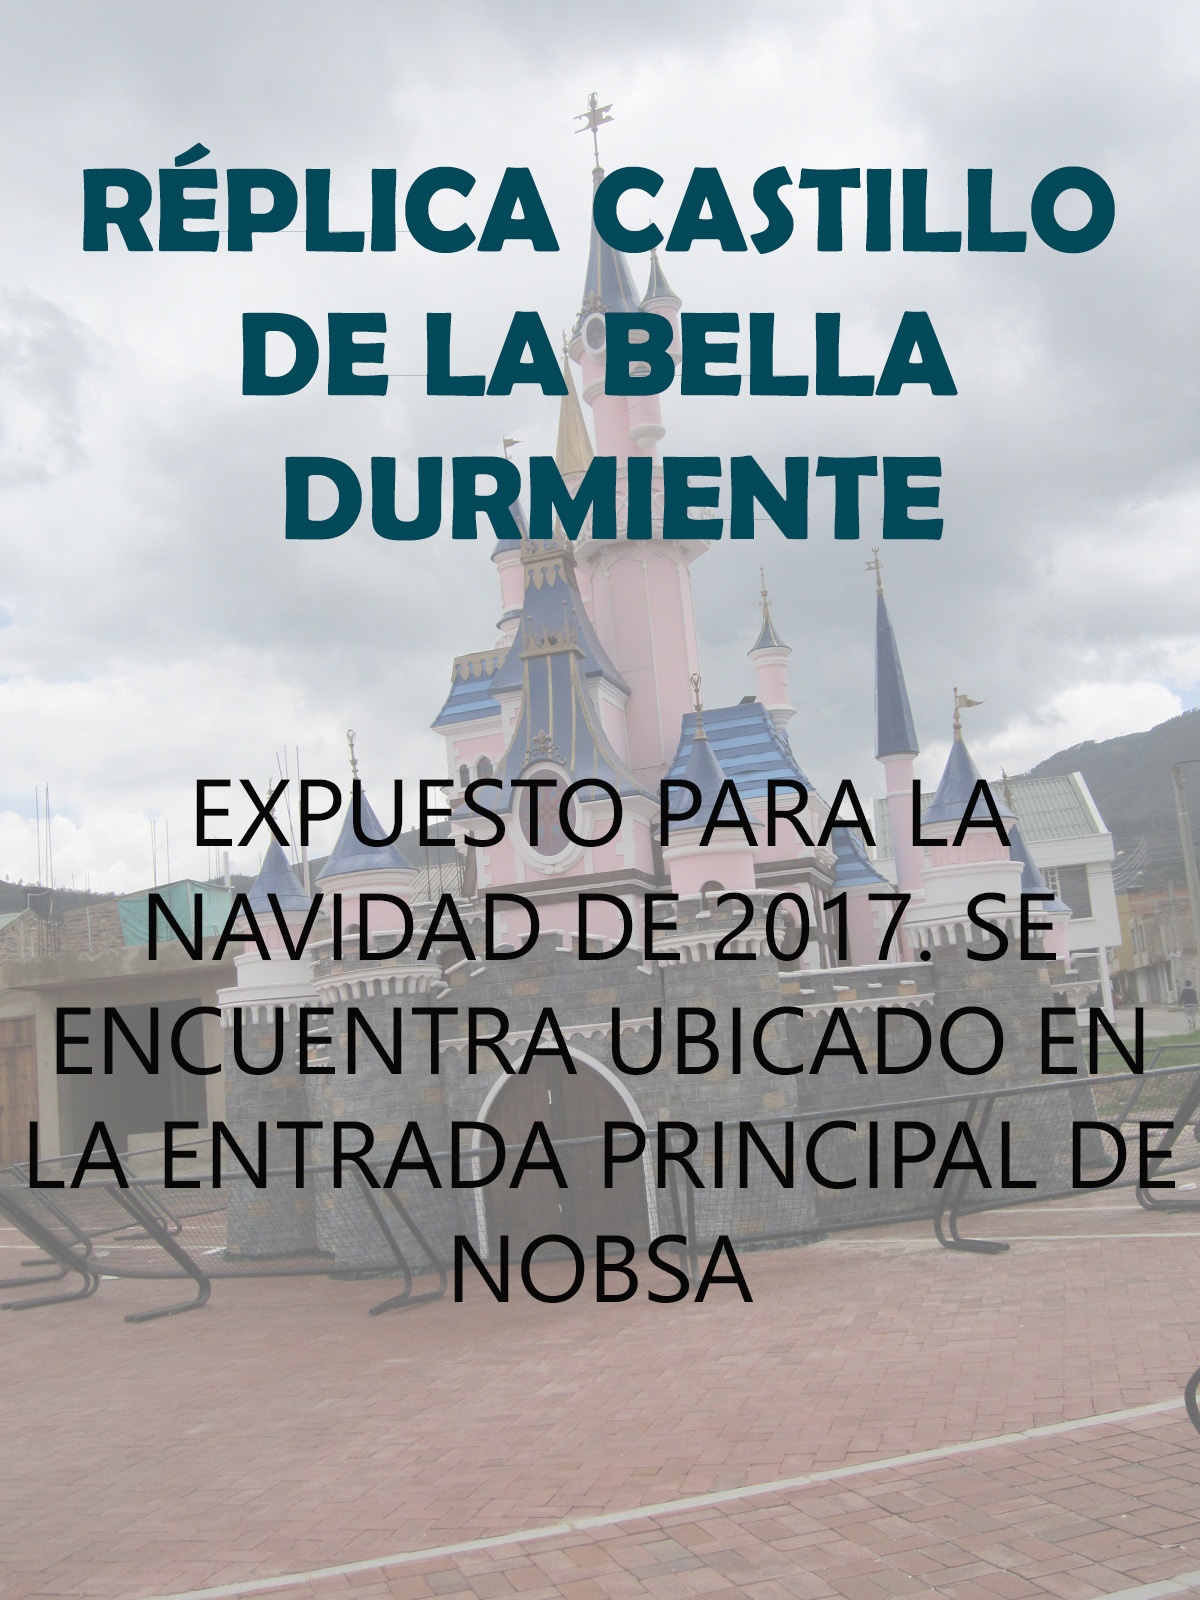 RÉPLICA CASTILLO
DE LA BELLA
DURMIENTE
EXPUESTO PARA LA
NAVIDAD DE 2017. SE
ENCUENTRA UBICADO EN
LA ENTRADA PRINCIPAL DE
NOBSA